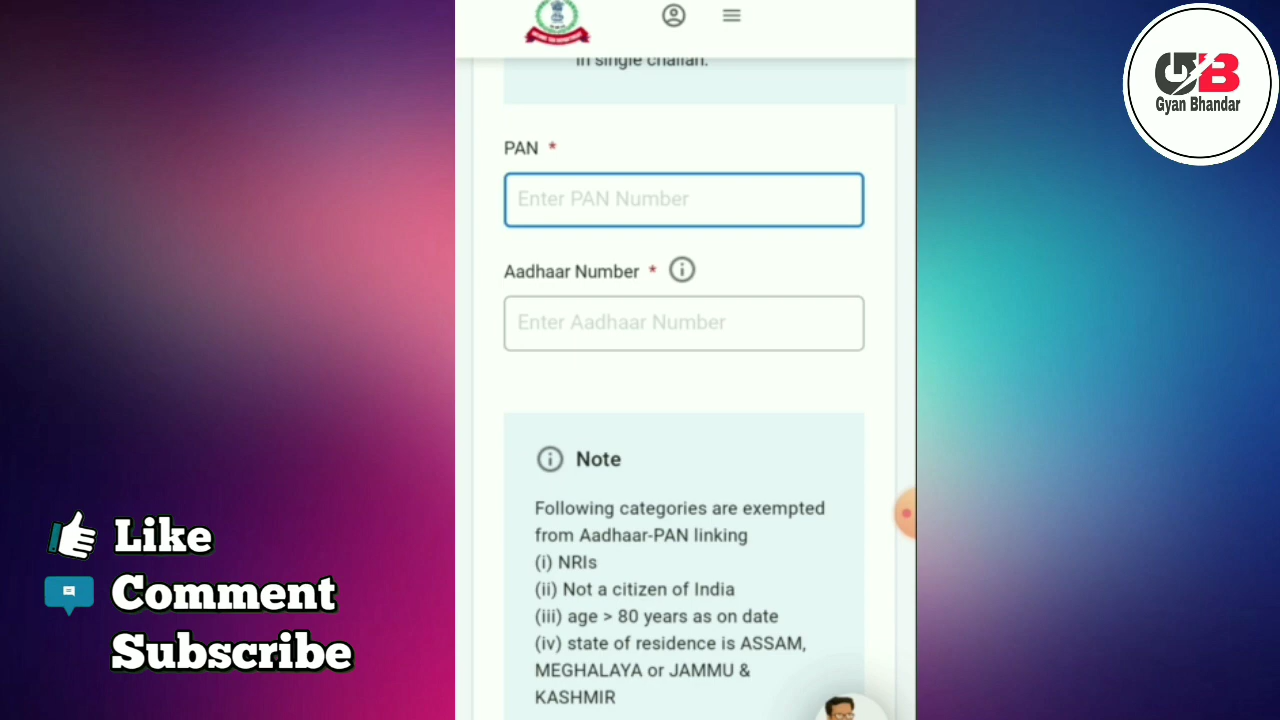 in single challan.
GB
Gyan Bhandar
PAN *
Enter PAN Number
Aadhaar Number *
Enter Aadhaar Number
Note
Following categories are exempted
from Aadhaar-PAN linking
(i) NRIs
(ii) Not a citizen of India
(iii) age > 80 years as on date
(iv) state of residence is ASSAM,
MEGHALAYA or JAMMU &
KASHMIR
Like
Comment
Subscribe